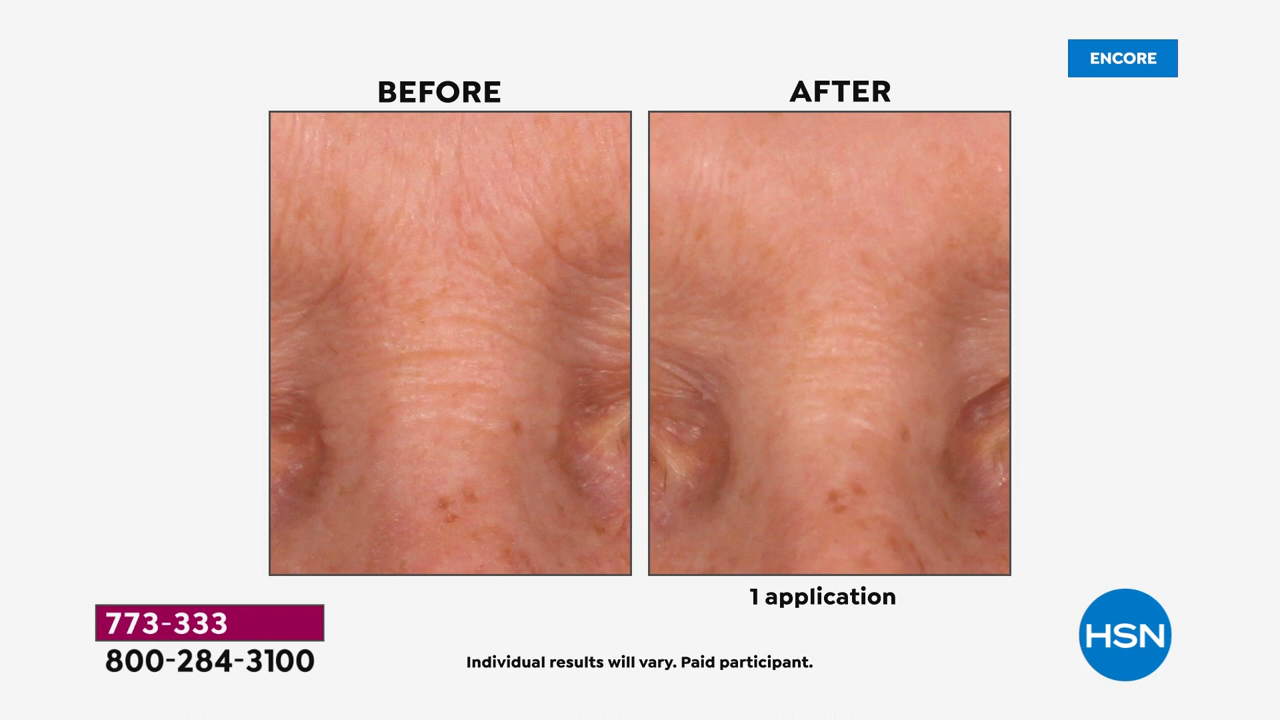 ENCORE
BEFORE
AFTER
1 application
773-333
800-284-3100
Individual results will vary. Paid participant.
HSN